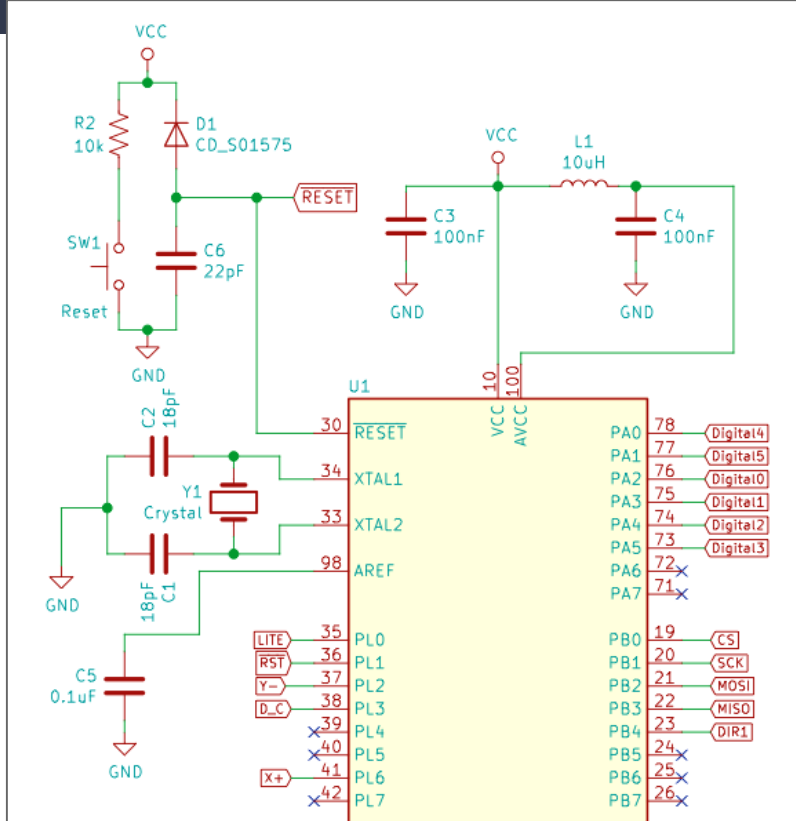 VCC
R2
10k
D1
CD_S01575
RESET
SW1
Reset
C6
22pF
GND
VCC
L1
10uH
C3
100nF
C4
100nF
GND
GND
U1
10
VCC
100
AVCC
C2
18pF
Y1
Crystal
18pF
C1
GND
C5
0.1uF
GND
30 RESET
34 XTAL1
33 XTAL2
98 AREF
LITE 35 PL0
RST 36 PL1
Y- 37 PL2
D_C 38 PL3
39 PL4
40 PL5
X+ 41 PL6
42 PL7
PA0 78 Digital4
PA1 77 Digital5
PA2 76 Digital0
PA3 75 Digital1
PA4 74 Digital2
PA5 73 Digital3
PA6 72
PA7 71
PB0 19 CS
PB1 20 SCK
PB2 21 MOSI
PB3 22 MISO
PB4 23 DIR1
PB5 24
PB6 25
PB7 26